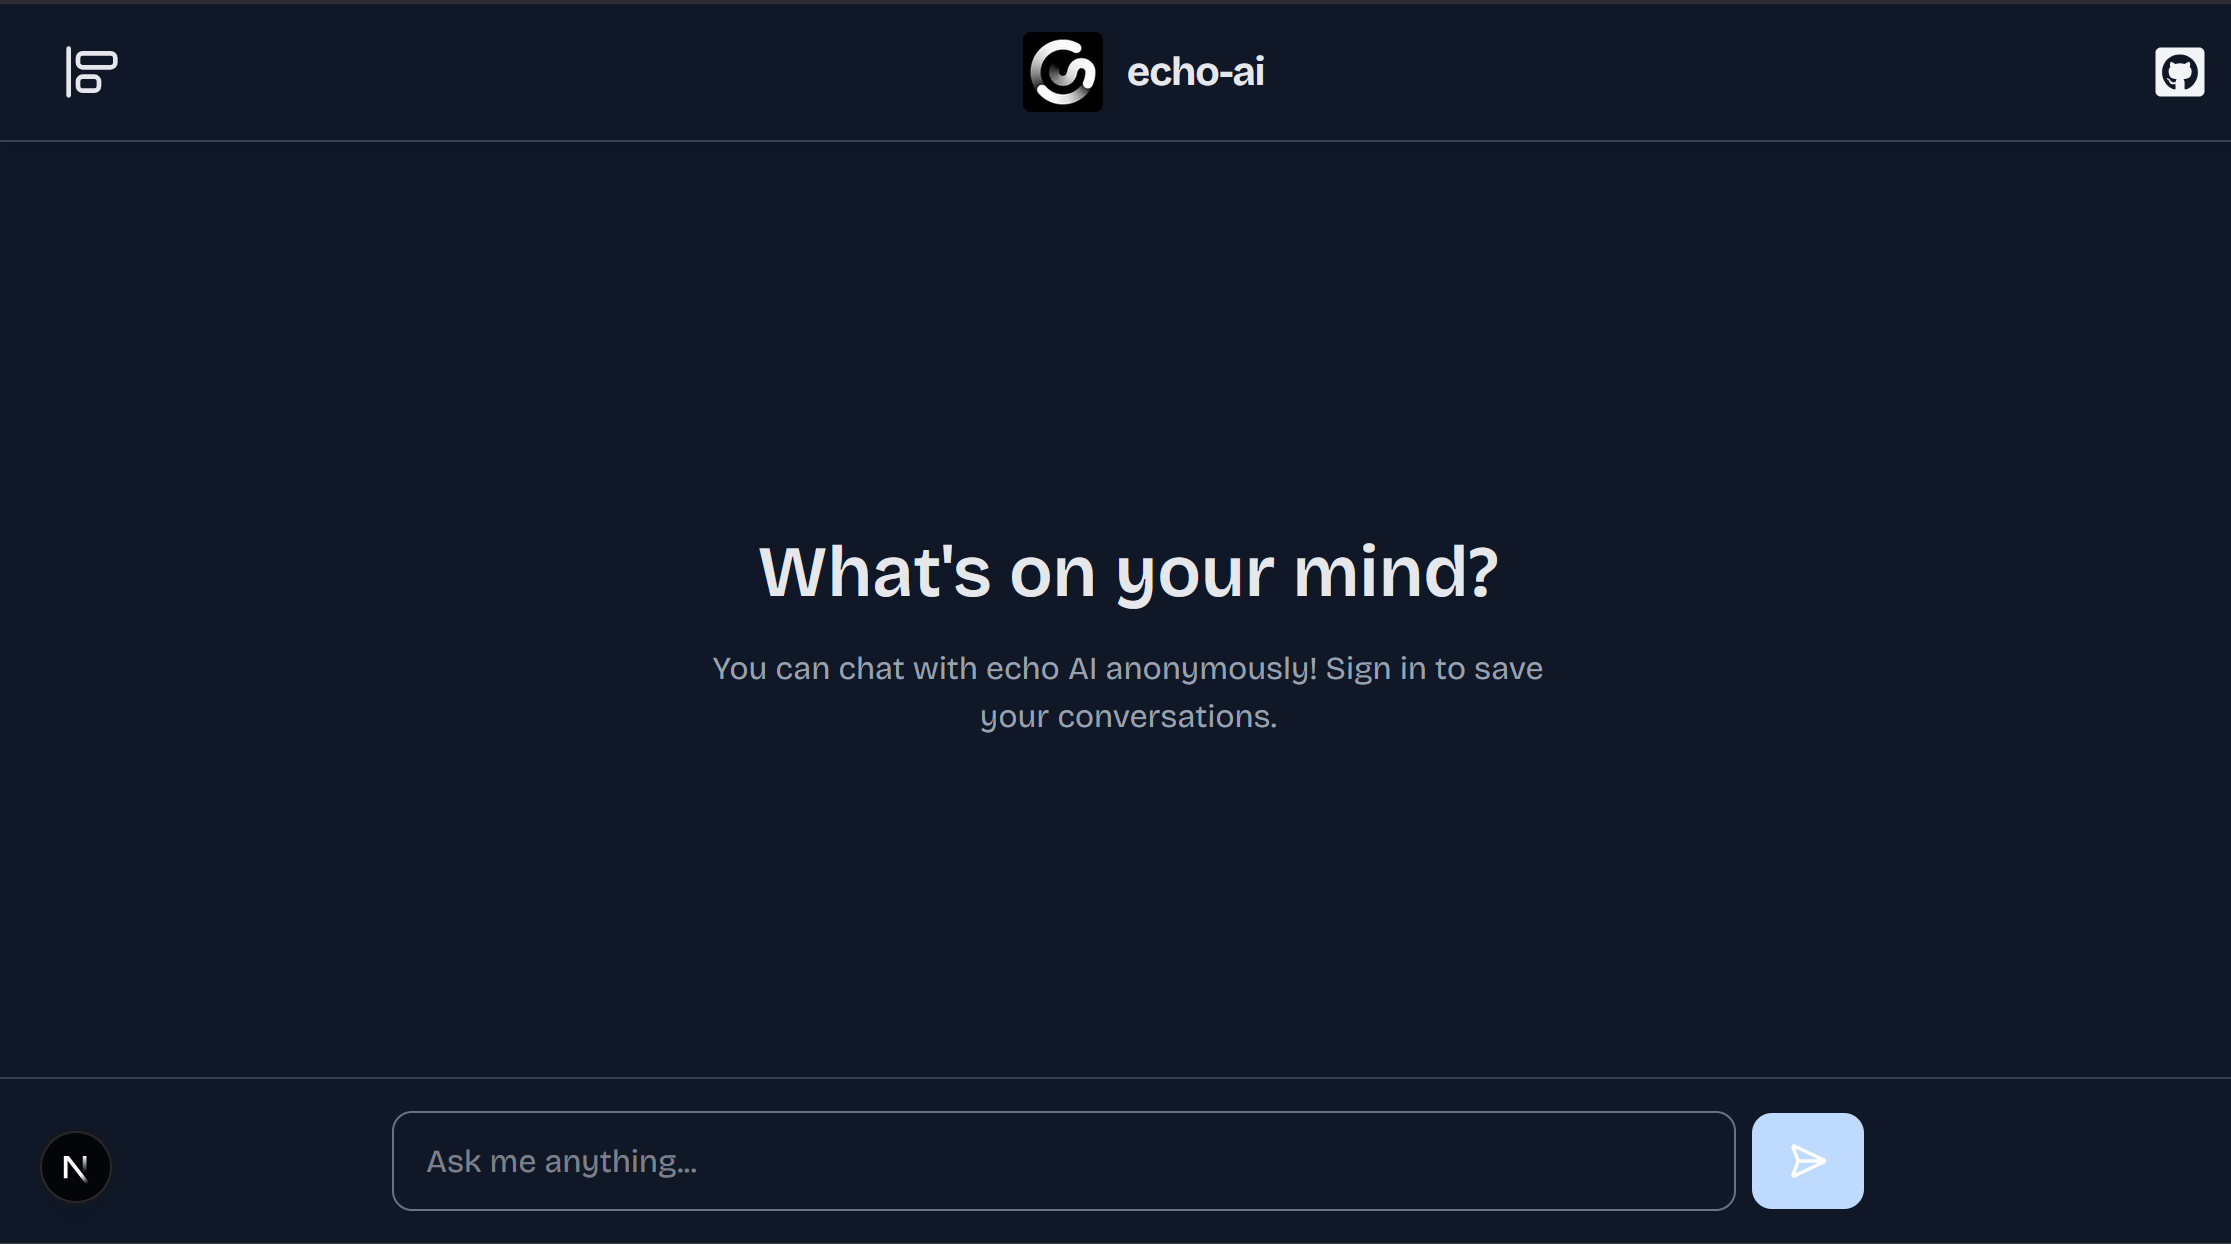 echo-ai
What's on your mind?
You can chat with echo AI anonymously! Sign in to save
your conversations.
Ask me anything...
N